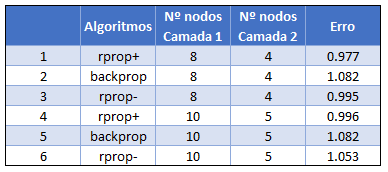 Algoritmos Nº nodos Camada 1 Nº nodos Camada 2 Erro
1 rprop+ 8 4 0.977
2 backprop 8 4 1.082
3 rprop- 8 4 0.995
4 rprop+ 10 5 0.996
5 backprop 10 5 1.082
6 rprop- 10 5 1.053